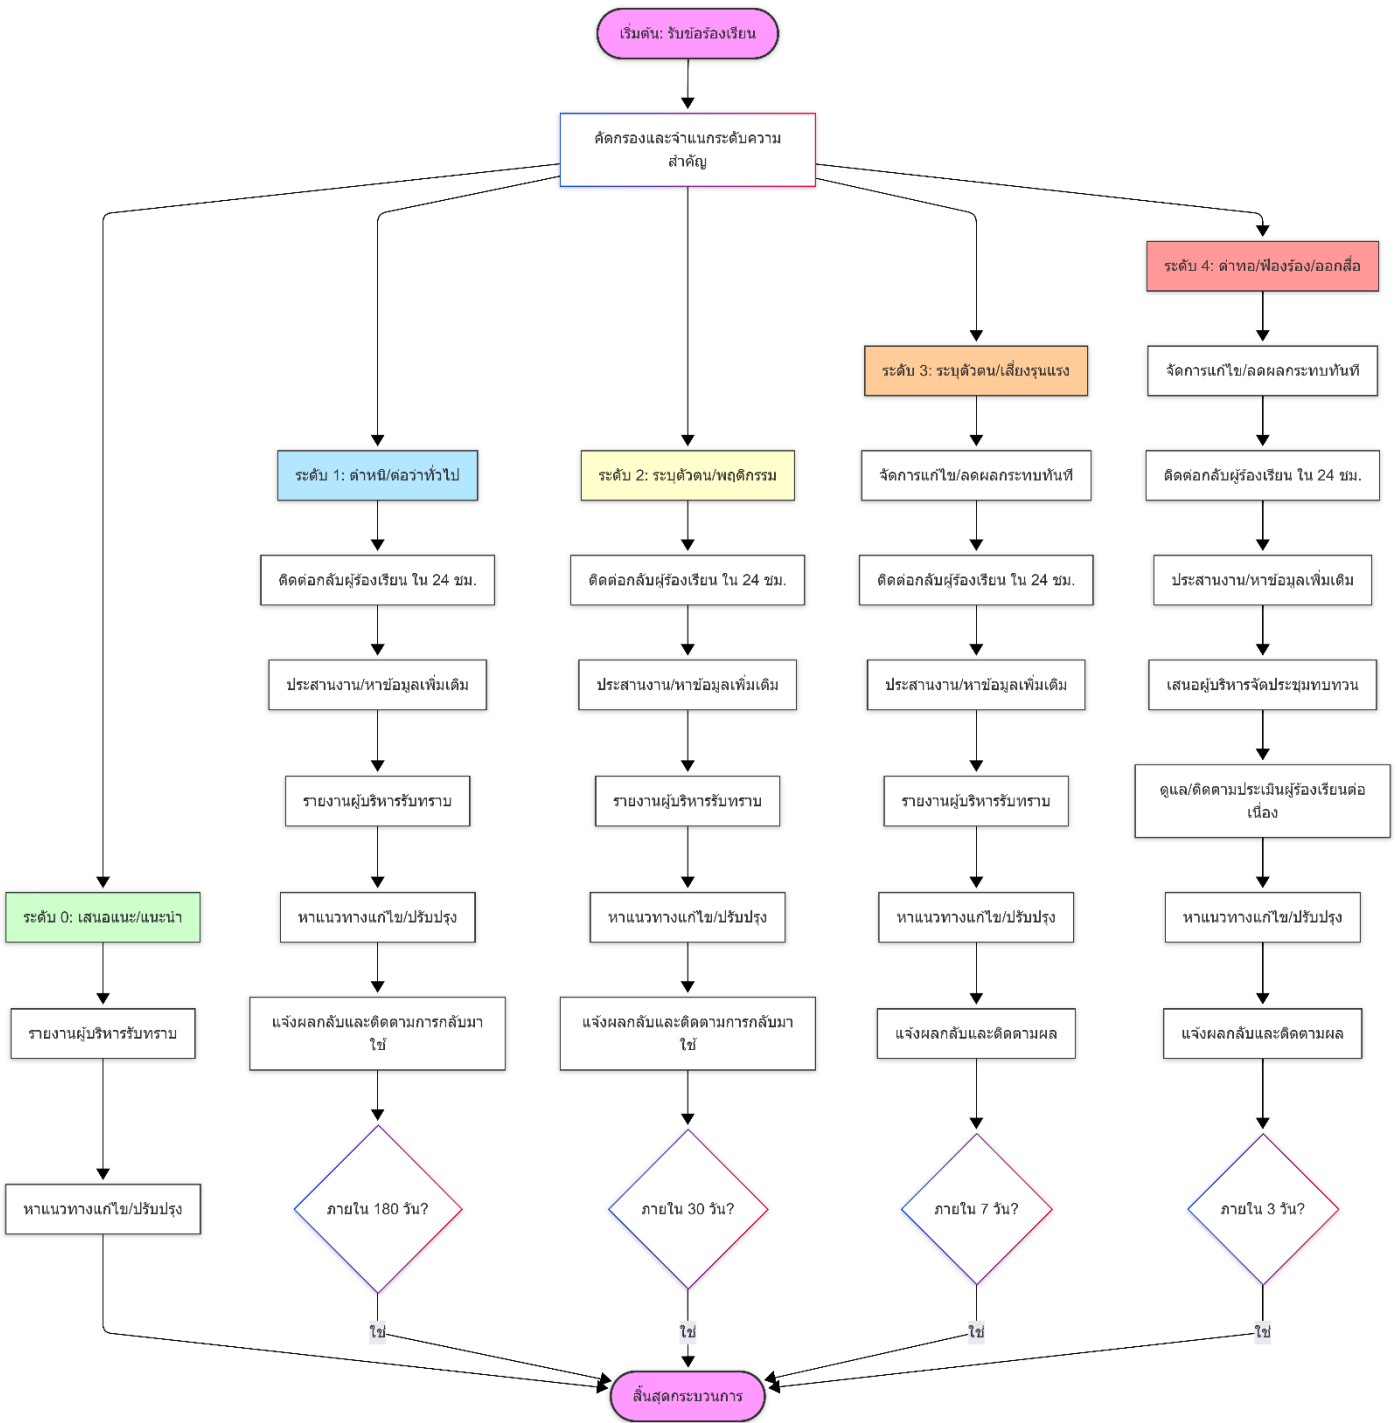 เริ่มต้น: รับข้อร้องเรียน
คัดกรองและจำแนกระดับความ
สำคัญ
ระดับ 0: เสนอแนะ/แนะนำ
รายงานผู้บริหารรับทราบ
หาแนวทางแก้ไข/ปรับปรุง
ระดับ 1: ตำหนิ/ต่อว่าทั่วไป
ติดต่อกลับผู้ร้องเรียน ใน 24 ชม.
ประสานงาน/หาข้อมูลเพิ่มเติม
รายงานผู้บริหารรับทราบ
หาแนวทางแก้ไข/ปรับปรุง
แจ้งผลกลับและติดตามการกลับมา
ใช้
ภายใน 180 วัน?
ใช่
ระดับ 2: ระบุตัวตน/พฤติกรรม
ติดต่อกลับผู้ร้องเรียน ใน 24 ชม.
ประสานงาน/หาข้อมูลเพิ่มเติม
รายงานผู้บริหารรับทราบ
หาแนวทางแก้ไข/ปรับปรุง
แจ้งผลกลับและติดตามการกลับมา
ใช้
ภายใน 30 วัน?
ใช่
ระดับ 3: ระบุตัวตน/เสี่ยงรุนแรง
จัดการแก้ไข/ลดผลกระทบทันที
ติดต่อกลับผู้ร้องเรียน ใน 24 ชม.
ประสานงาน/หาข้อมูลเพิ่มเติม
รายงานผู้บริหารรับทราบ
หาแนวทางแก้ไข/ปรับปรุง
แจ้งผลกลับและติดตามผล
ภายใน 7 วัน?
ใช่
ระดับ 4: ด่าทอ/ฟ้องร้อง/ออกสื่อ
จัดการแก้ไข/ลดผลกระทบทันที
ติดต่อกลับผู้ร้องเรียน ใน 24 ชม.
ประสานงาน/หาข้อมูลเพิ่มเติม
เสนอผู้บริหารจัดประชุมทบทวน
ดูแล/ติดตามประเมินผู้ร้องเรียนต่อ
เนื่อง
หาแนวทางแก้ไข/ปรับปรุง
แจ้งผลกลับและติดตามผล
ภายใน 3 วัน?
ใช่
สิ้นสุดกระบวนการ